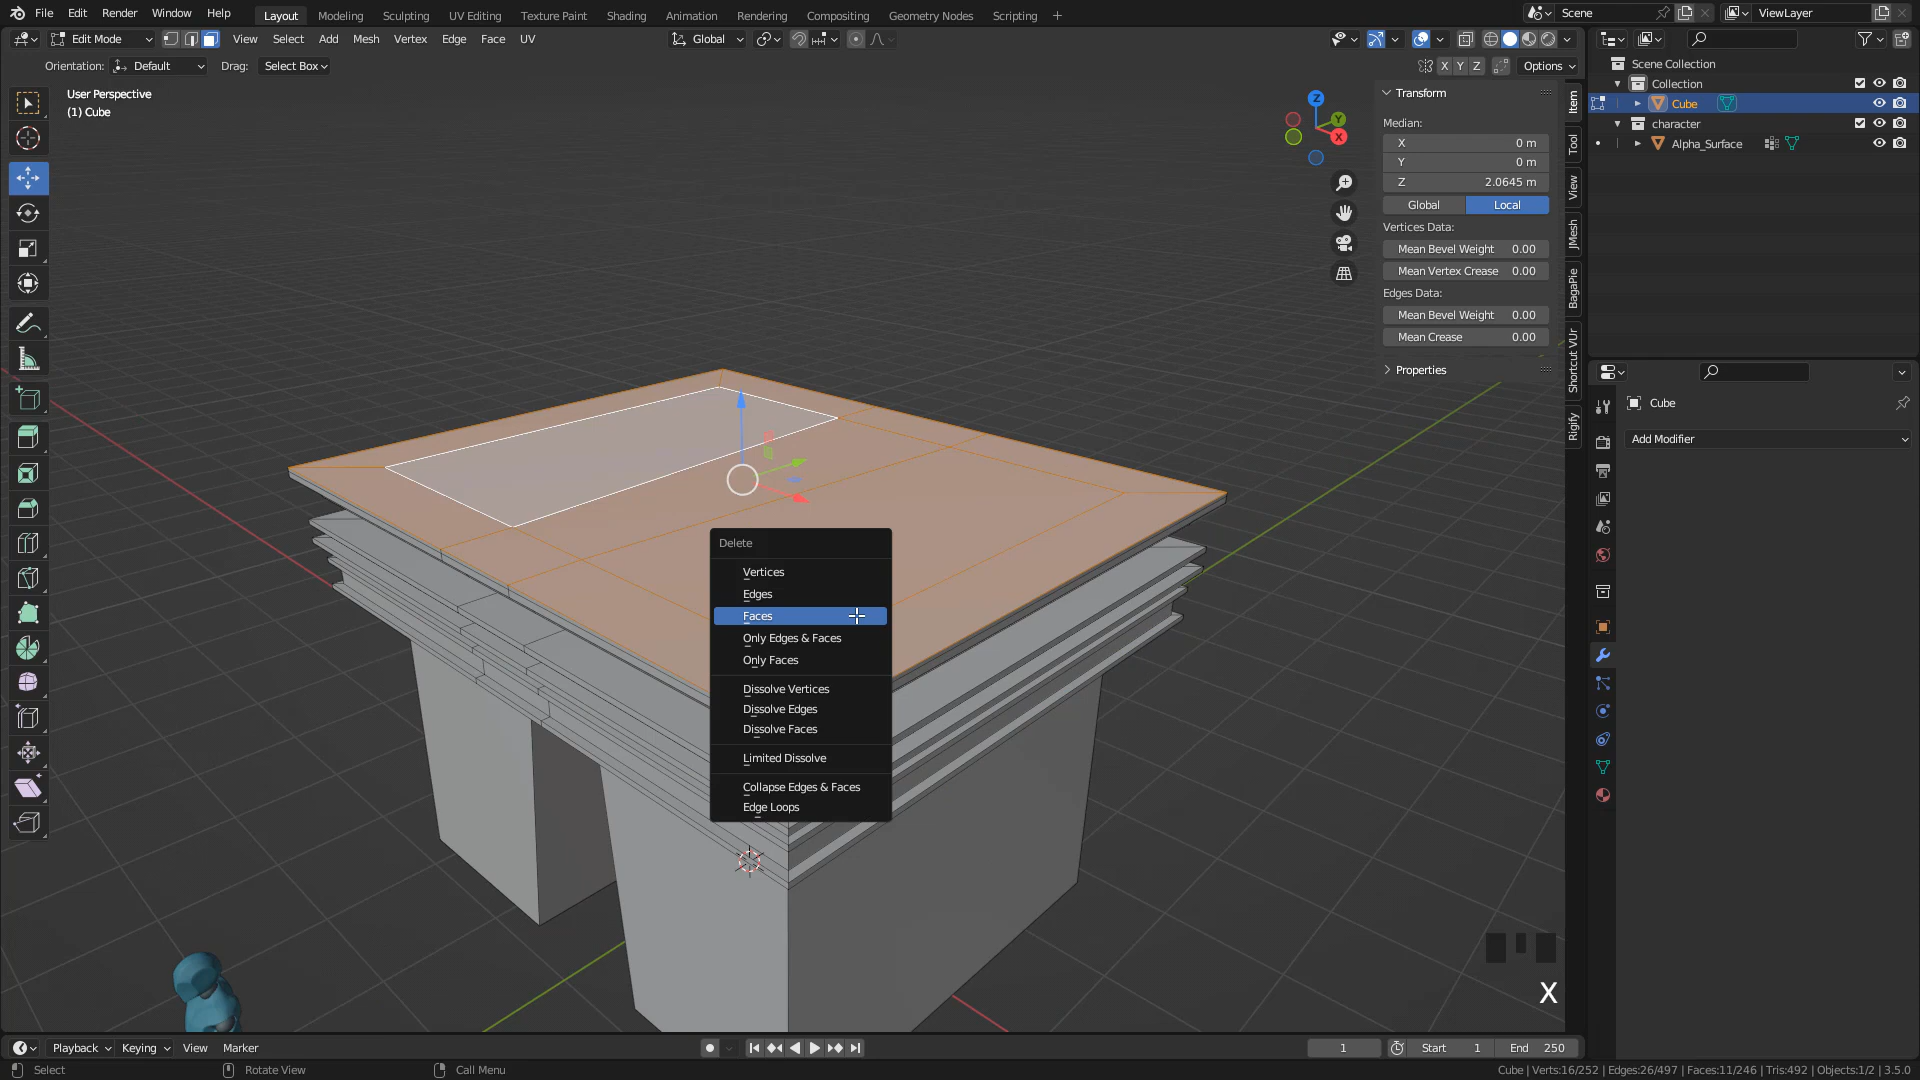 File Edit Render Window Help Layout Modeling Sculpting UV Editing Texture Paint Shading Animation Rendering Compositing Geometry Nodes Scripting + Scene ViewLayer
Edit Mode View Select Add Mesh Vertex Edge Face UV Global
Orientation: Default Drag: Select Box X Y Z Options
User Perspective
(1) Cube
Z
Y
X
Transform
Median:
X 0 m
Y 0 m
Z 2.0645 m
Global Local
Vertices Data:
Mean Bevel Weight 0.00
Mean Vertex Crease 0.00
Edges Data:
Mean Bevel Weight 0.00
Mean Crease 0.00
Properties
Item
Tool
View
JMesh
BagaPie
Shortcut VUr
Rigify
Scene Collection
Collection
Cube
character
Alpha_Surface
Cube
Add Modifier
Delete
Vertices
Edges
Faces
Only Edges & Faces
Only Faces
Dissolve Vertices
Dissolve Edges
Dissolve Faces
Limited Dissolve
Collapse Edges & Faces
Edge Loops
X
Playback Keying View Marker 1 Start 1 End 250
Select Rotate View Call Menu Cube | Verts:16/252 | Edges:26/497 | Faces:11/246 | Tris:492 | Objects:1/2 | 3.5.0